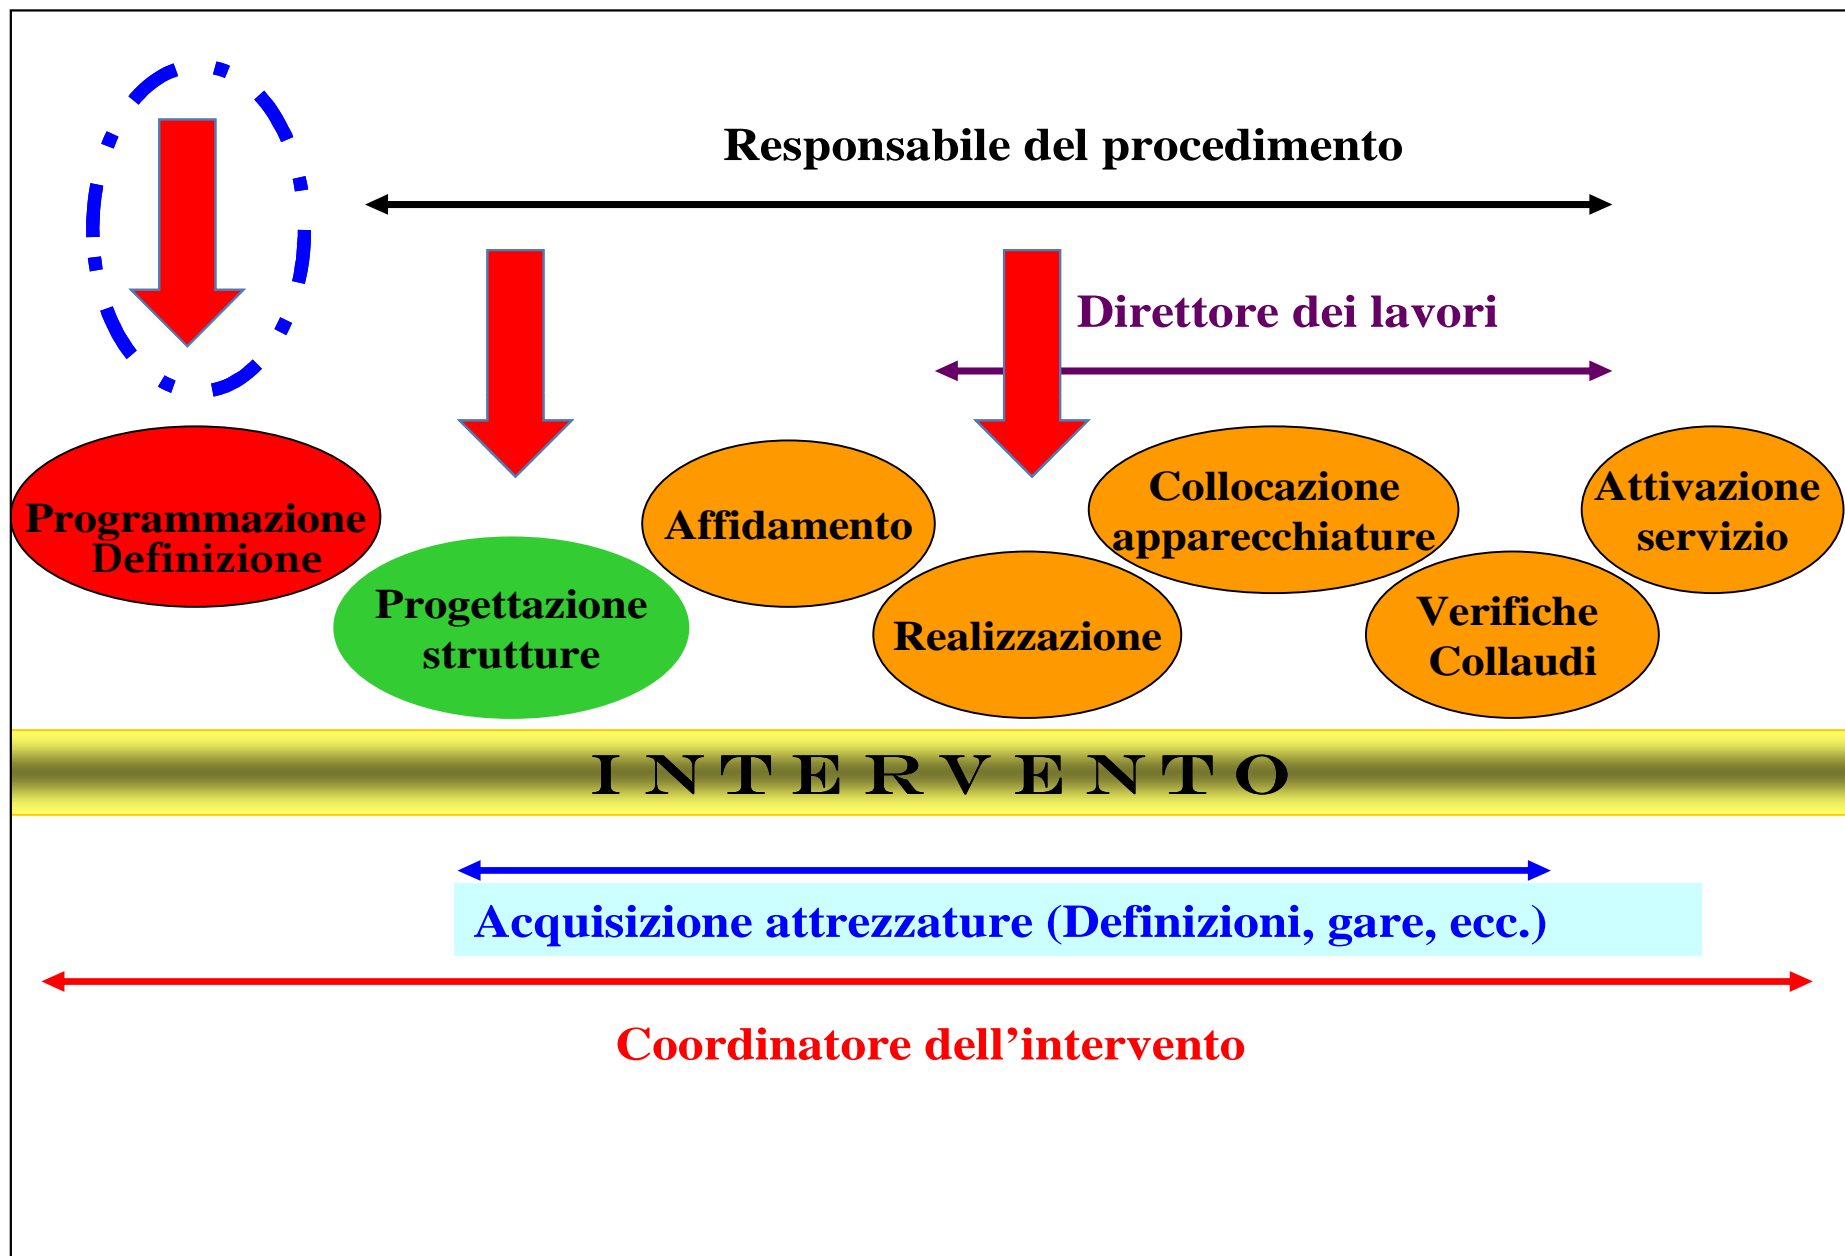 Responsabile del procedimento
Direttore dei lavori
Programmazione
Definizione
Progettazione
strutture
Affidamento
Realizzazione
Collocazione
apparecchiature
Verifiche
Collaudi
Attivazione
servizio
INTERVENTO
Acquisizione attrezzature (Definizioni, gare, ecc.)
Coordinatore dell’intervento